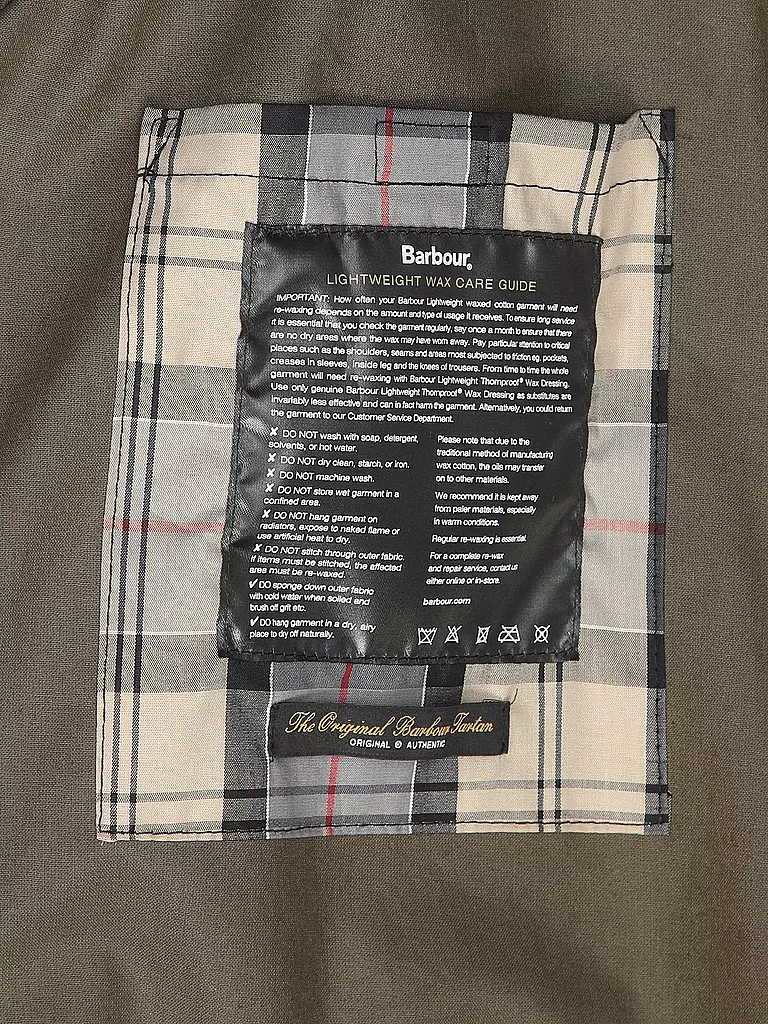 Barbour®
LIGHTWEIGHT WAX CARE GUIDE
IMPORTANT: How often your Barbour Lightweight waxed cotton garment will need
re-waxing depends on the amount and type of usage it receives. To ensure long service
it is essential that you check the garment regularly, say once a month to ensure that there
are no dry areas where the wax may have worn away. Pay particular attention to critical
places such as the shoulders, seams and areas most subjected to friction eg. pockets,
creases in sleeves, inside leg and the knees of trousers. From time to time the whole
garment will need re-waxing with Barbour Lightweight Thornproof® Wax Dressing.
Use only genuine Barbour Lightweight Thornproof® Wax Dressing as substitutes are
invariably less effective and can in fact harm the garment. Alternatively, you could return
the garment to our Customer Service Department.
✗ DO NOT wash with soap, detergent,
solvents, or hot water.
✗ DO NOT dry clean, starch, or iron.
✗ DO NOT machine wash.
✗ DO NOT store wet garment in a
confined area.
✗ DO NOT hang garment on
radiators, expose to naked flame or
use artificial heat to dry.
✗ DO NOT stitch through outer fabric.
If items must be stitched, the affected
area must be re-waxed.
✓ DO sponge down outer fabric
with cold water when soiled and
brush off grit etc.
✓ DO hang garment in a dry, airy
place to dry off naturally.
Please note that due to the
traditional method of manufacturing
wax cotton, the oils may transfer
on to other materials.
We recommend it is kept away
from paler materials, especially
in warm conditions.
Regular re-waxing is essential.
For a complete re-wax
and repair service, contact us
either online or in-store.
barbour.com
The Original Barbour Tartan
ORIGINAL & AUTHENTIC